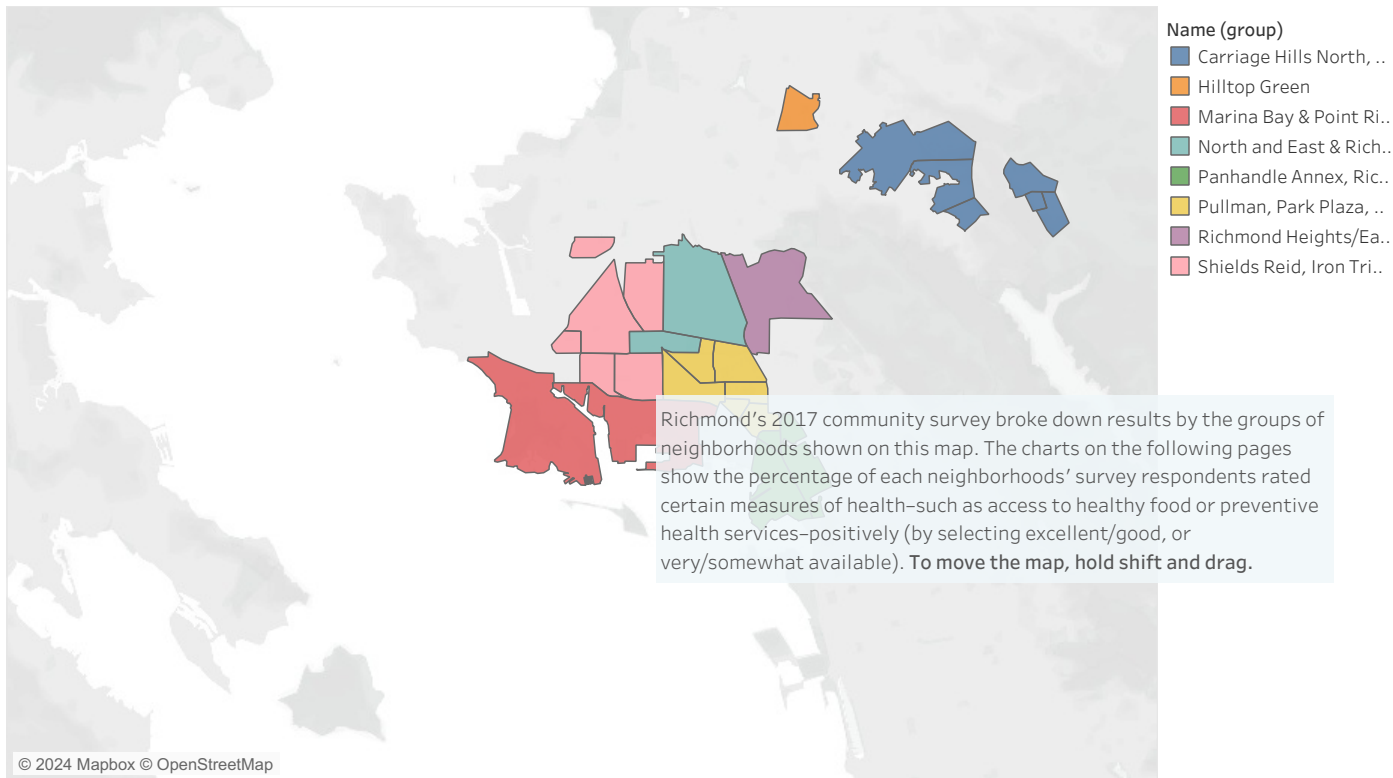 Name (group)
Carriage Hills North, ..
Hilltop Green
Marina Bay & Point Ri..
North and East & Rich..
Panhandle Annex, Ric..
Pullman, Park Plaza, ..
Richmond Heights/Ea..
Shields Reid, Iron Tri..
Richmond's 2017 community survey broke down results by the groups of
neighborhoods shown on this map. The charts on the following pages
show the percentage of each neighborhoods' survey respondents rated
certain measures of health–such as access to healthy food or preventive
health services–positively (by selecting excellent/good, or
very/somewhat available). To move the map, hold shift and drag.
© 2024 Mapbox © OpenStreetMap